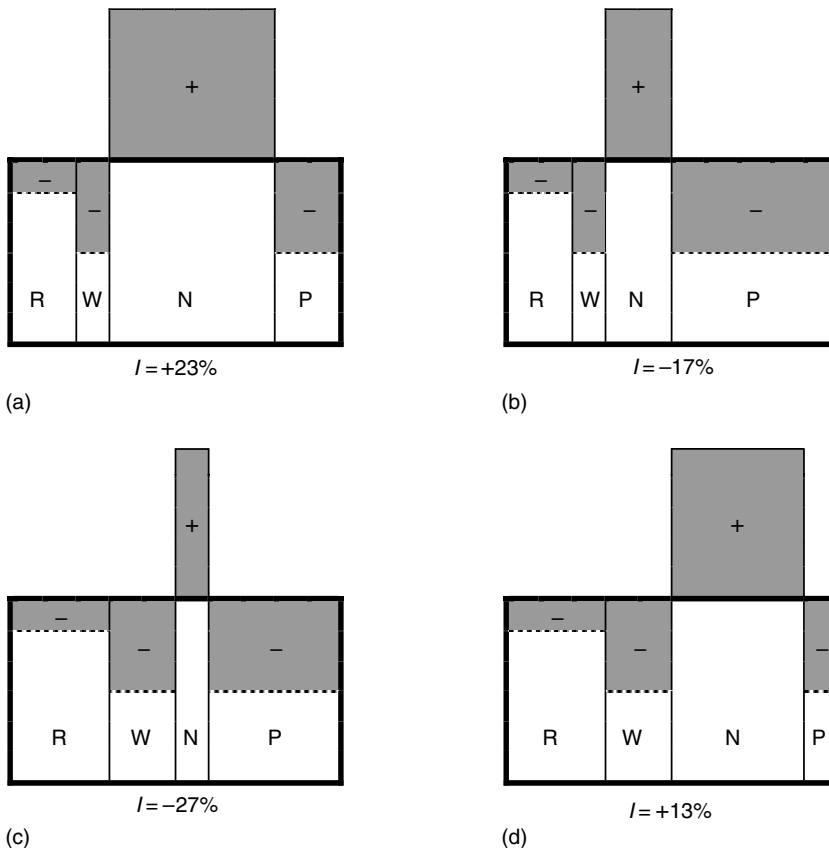 + +
– – – – – –
R W N P R W N P
I = +23% I = –17%
(a) (b)
+ +
– – – – – –
R W N P R W N P
I = –27% I = +13%
(c) (d)